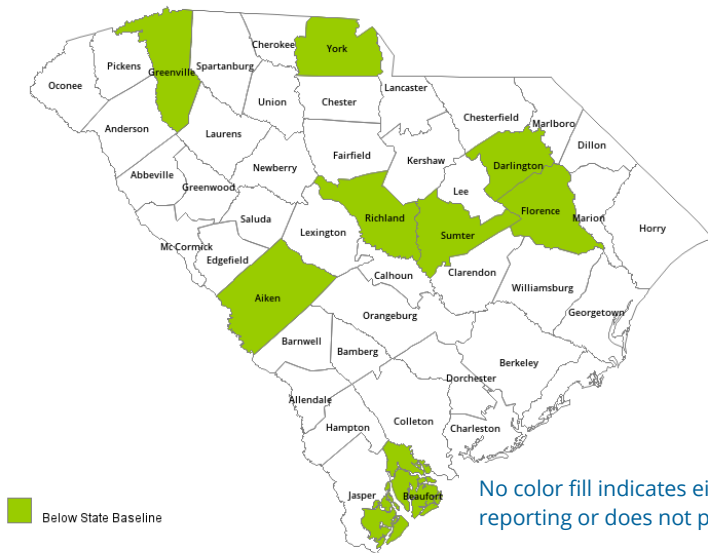 Cherokee
York
Pickens
Greenville
Spartanburg
Oconee
Lancaster
Union
Chester
Chesterfield
Marlboro
Anderson
Laurens
Dillon
Fairfield
Kershaw
Darlington
Newberry
Abbeville
Greenwood
Lee
Florence
Saluda
Richland
Marion
Lexington
Sumter
Horry
Mc Cormick
Edgefield
Calhoun
Clarendon
Williamsburg
Aiken
Georgetown
Orangeburg
Barnwell
Bamberg
Berkeley
Dorchester
Allendale
Colleton
Hampton
Charleston
Jasper
Beaufort
No color fill indicates
reporting or does not
Below State Baseline